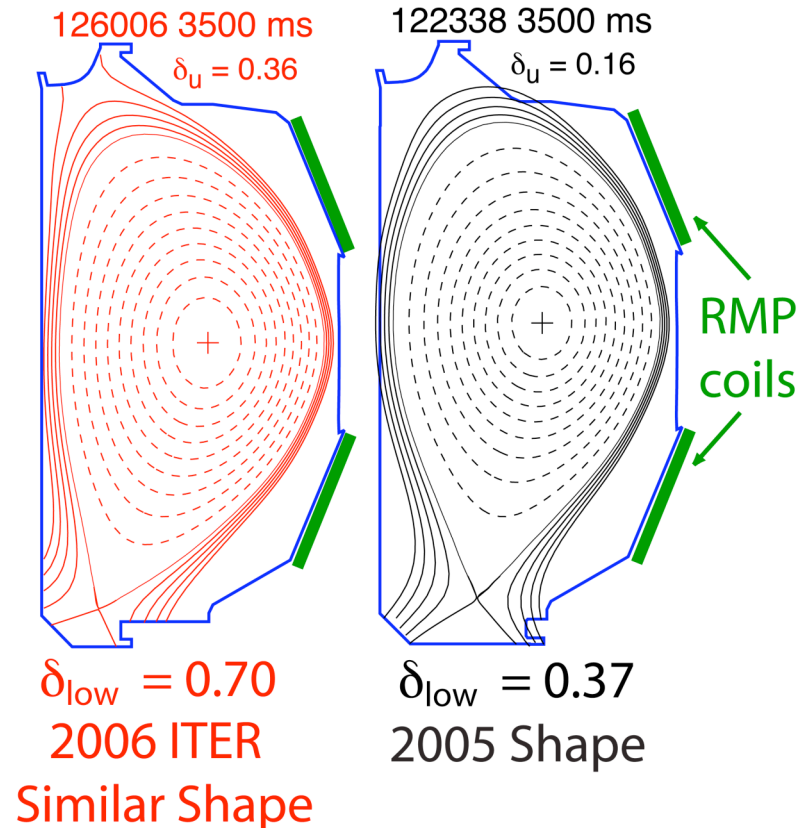 126006 3500 ms
δu = 0.36
122338 3500 ms
δu = 0.16
RMP
coils
δlow = 0.70
2006 ITER
Similar Shape
δlow = 0.37
2005 Shape